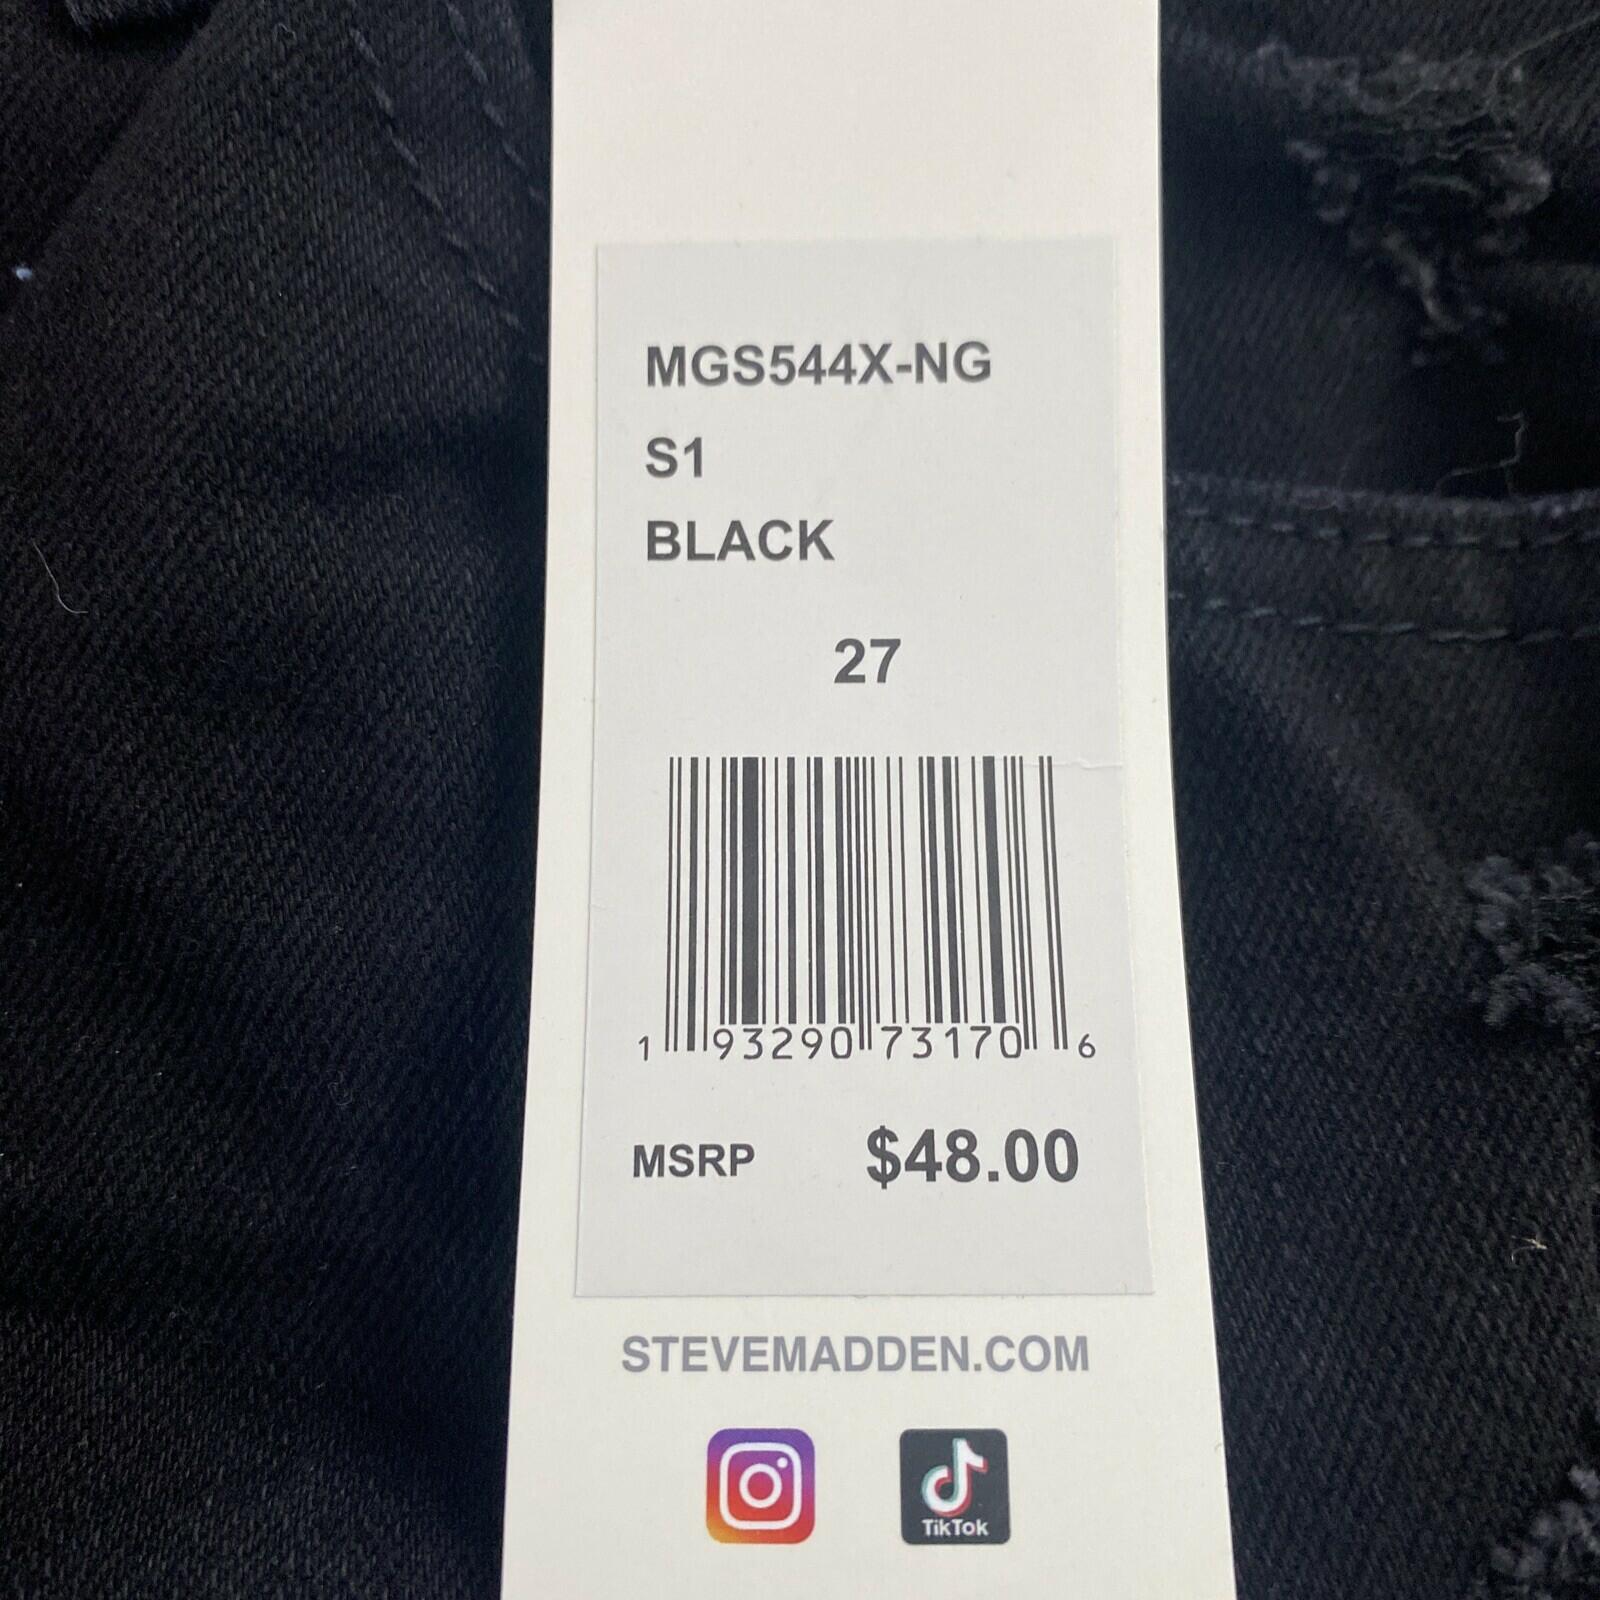 MGS544X-NG
S1
BLACK
27
1 93290 73170 6
MSRP $48.00
STEVEMADDEN.COM
TikTok